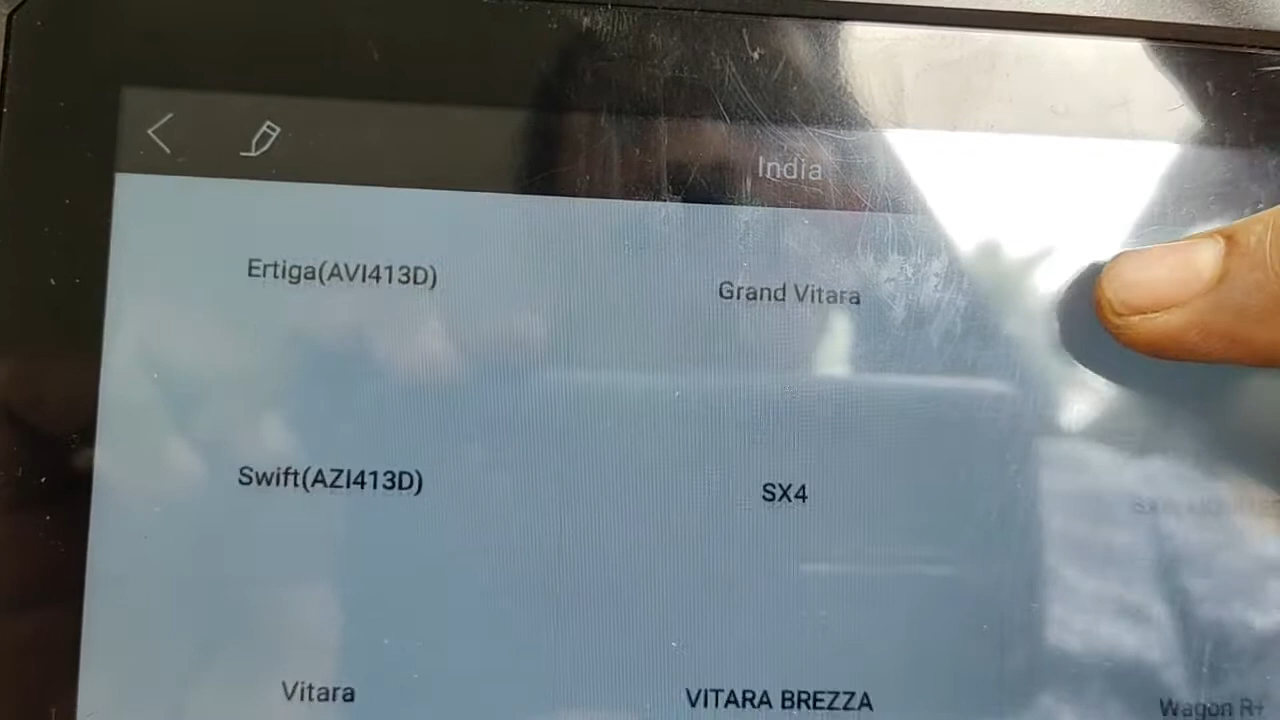 India
Ertiga(AVI413D)
Grand Vitara
Swift(AZI413D)
SX4
Vitara
VITARA BREZZA
Wagon R+